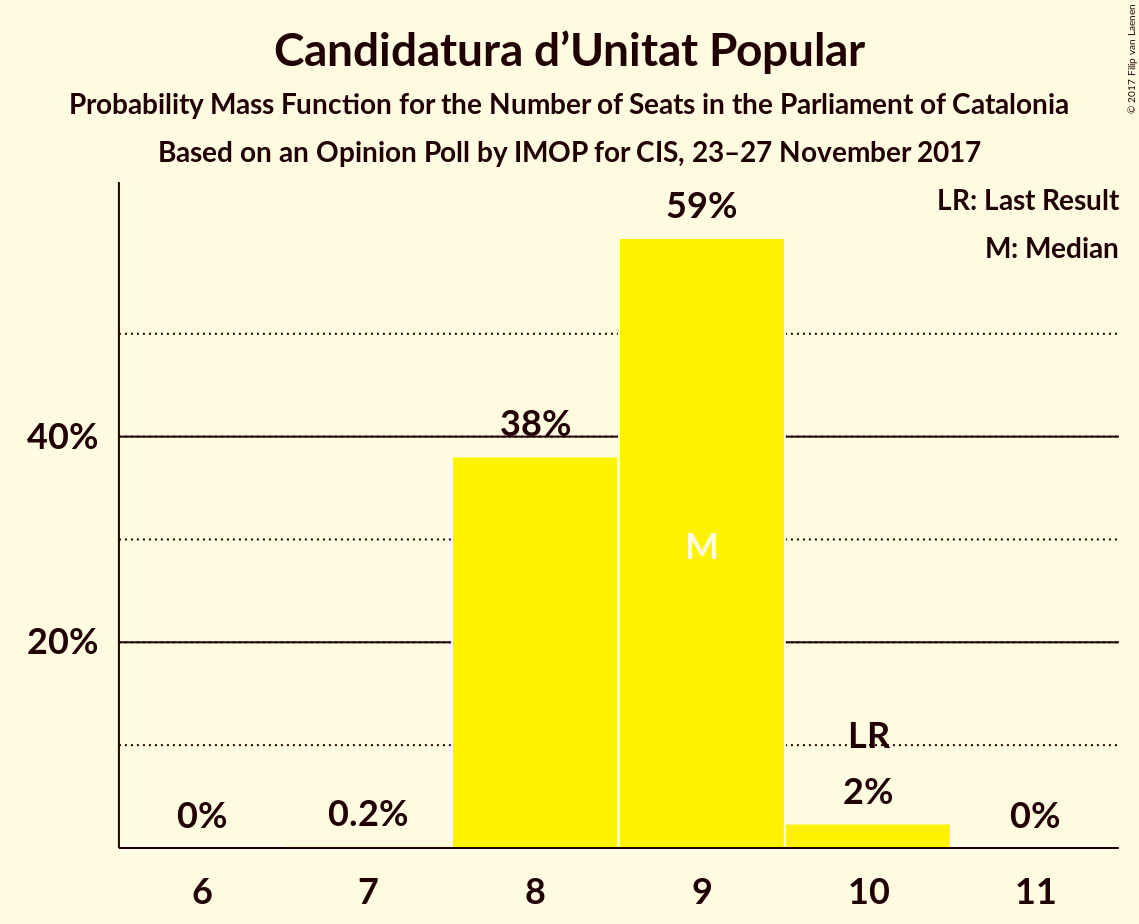 Candidatura d’Unitat Popular
Probability Mass Function for the Number of Seats in the Parliament of Catalonia
Based on an Opinion Poll by IMOP for CIS, 23–27 November 2017
© 2017 Filip van Laenen
LR: Last Result
M: Median
59%
38%
40%
M
20%
LR
2%
0%
0.2%
0%
6 7 8 9 10 11